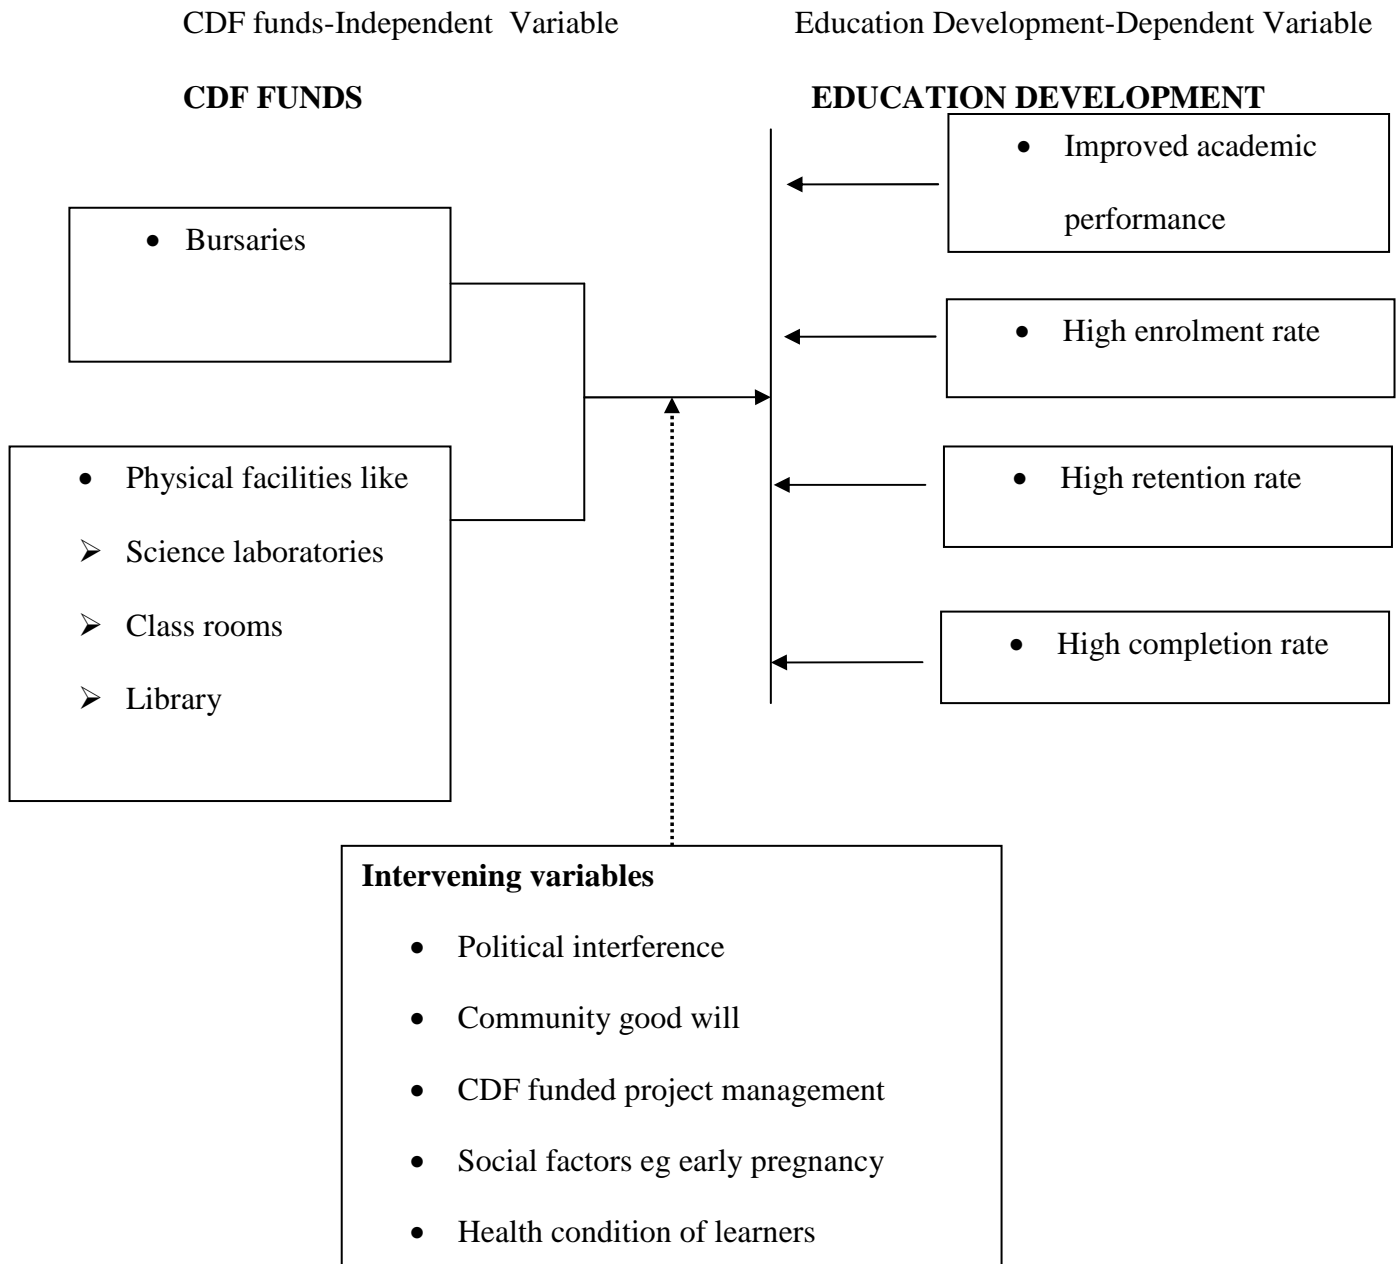 CDF funds-Independent Variable
Education Development-Dependent Variable
CDF FUNDS
EDUCATION DEVELOPMENT
• Bursaries
• Physical facilities like
➢ Science laboratories
➢ Class rooms
➢ Library
• Improved academic
performance
• High enrolment rate
• High retention rate
• High completion rate
Intervening variables
• Political interference
• Community good will
• CDF funded project management
• Social factors eg early pregnancy
• Health condition of learners